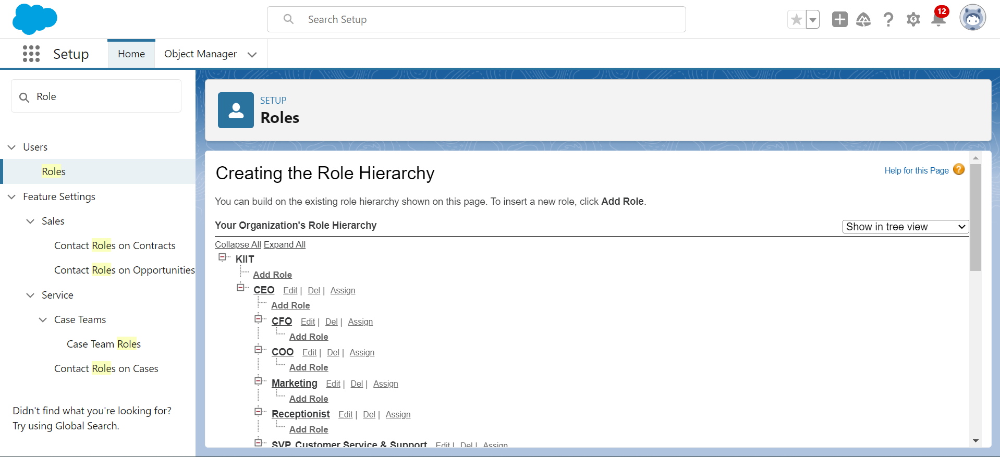 Search Setup
12
Setup
Home
Object Manager
Role
Users
Roles
Feature Settings
Sales
Contact Roles on Contracts
Contact Roles on Opportunities
Service
Case Teams
Case Team Roles
Contact Roles on Cases
Didn't find what you're looking for?
Try using Global Search.
SETUP
Roles
Creating the Role Hierarchy
Help for this Page ?
You can build on the existing role hierarchy shown on this page. To insert a new role, click Add Role.
Your Organization's Role Hierarchy
Show in tree view
Collapse All Expand All
KIIT
Add Role
CEO Edit | Del | Assign
Add Role
CFO Edit | Del | Assign
Add Role
COO Edit | Del | Assign
Add Role
Marketing Edit | Del | Assign
Add Role
Receptionist Edit | Del | Assign
Add Role
SVP, Customer Service & Support Edit | Del | Assign